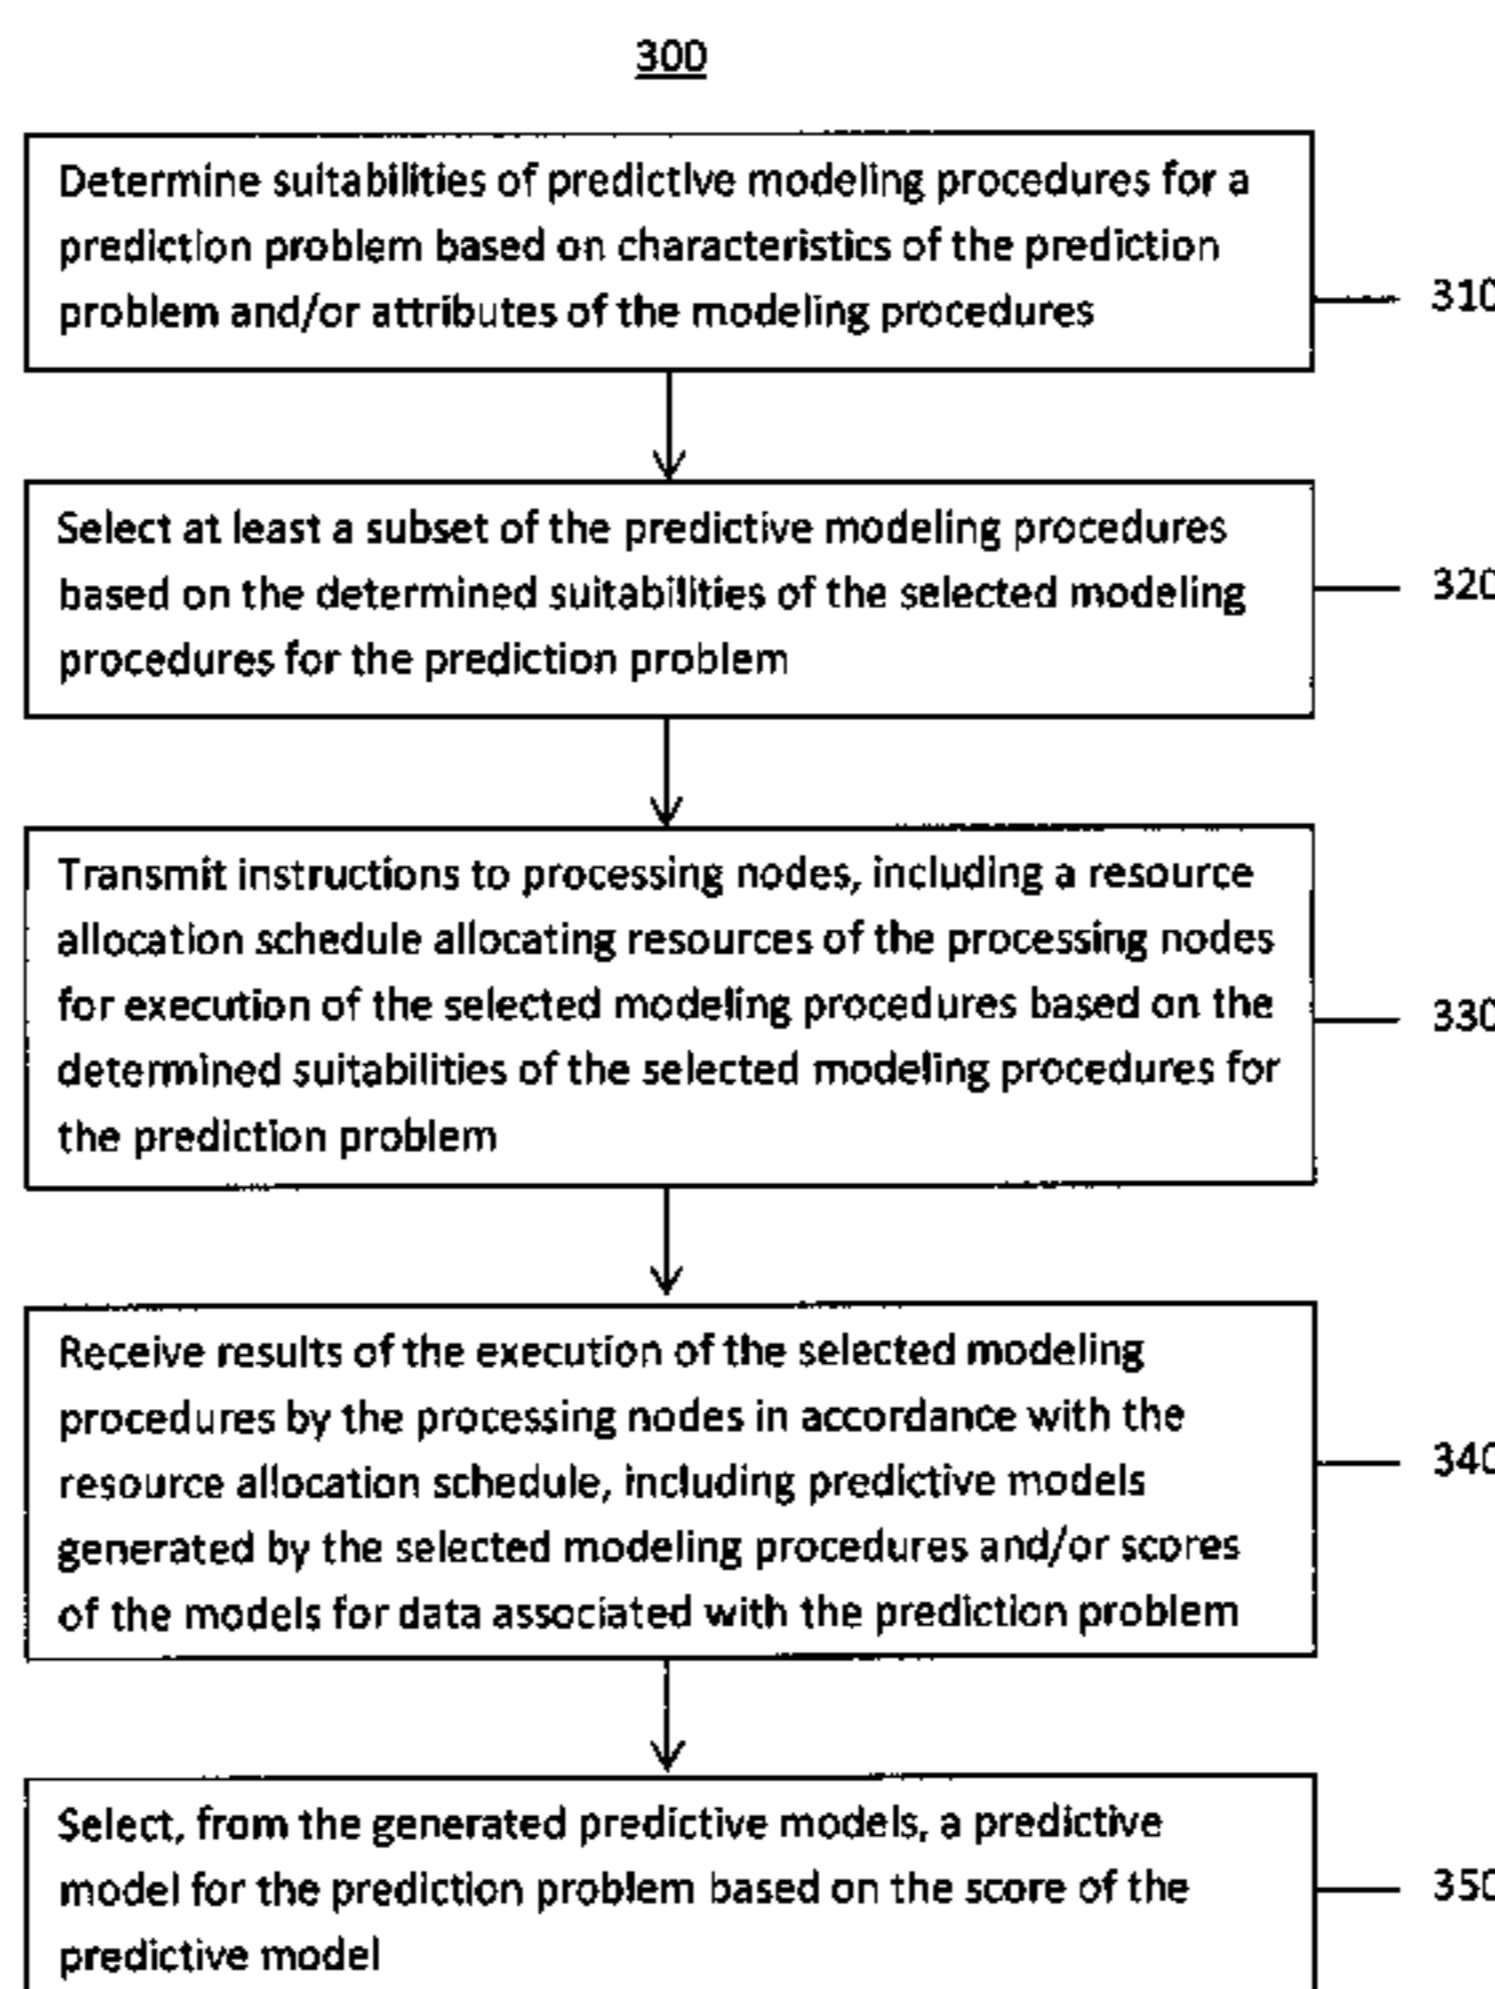 300
Determine suitabilities of predictive modeling procedures for a
prediction problem based on characteristics of the prediction
problem and/or attributes of the modeling procedures
310
Select at least a subset of the predictive modeling procedures
based on the determined suitabilities of the selected modeling
procedures for the prediction problem
320
Transmit instructions to processing nodes, including a resource
allocation schedule allocating resources of the processing nodes
for execution of the selected modeling procedures based on the
determined suitabilities of the selected modeling procedures for
the prediction problem
330
Receive results of the execution of the selected modeling
procedures by the processing nodes in accordance with the
resource allocation schedule, including predictive models
generated by the selected modeling procedures and/or scores
of the models for data associated with the prediction problem
340
Select, from the generated predictive models, a predictive
model for the prediction problem based on the score of the
predictive model
350